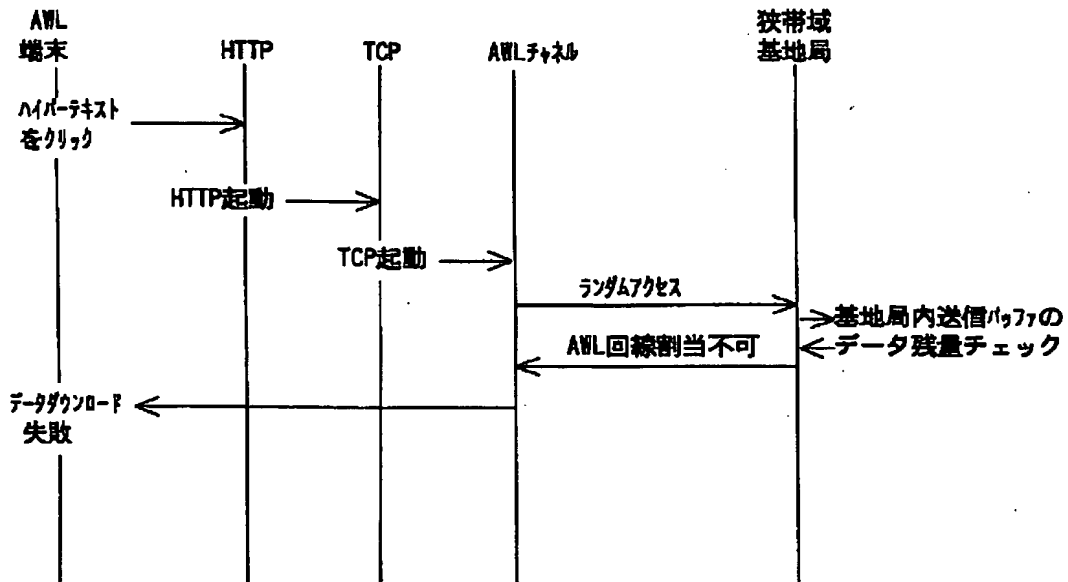 AWL
端末
HTTP
TCP
AWLチャネル
狭帯域
基地局
ハイパーテキスト
をクリック
HTTP起動
TCP起動
ランダムアクセス
基地局内送信バッファの
データ残量チェック
AWL回線割当不可
データダウンロード
失敗